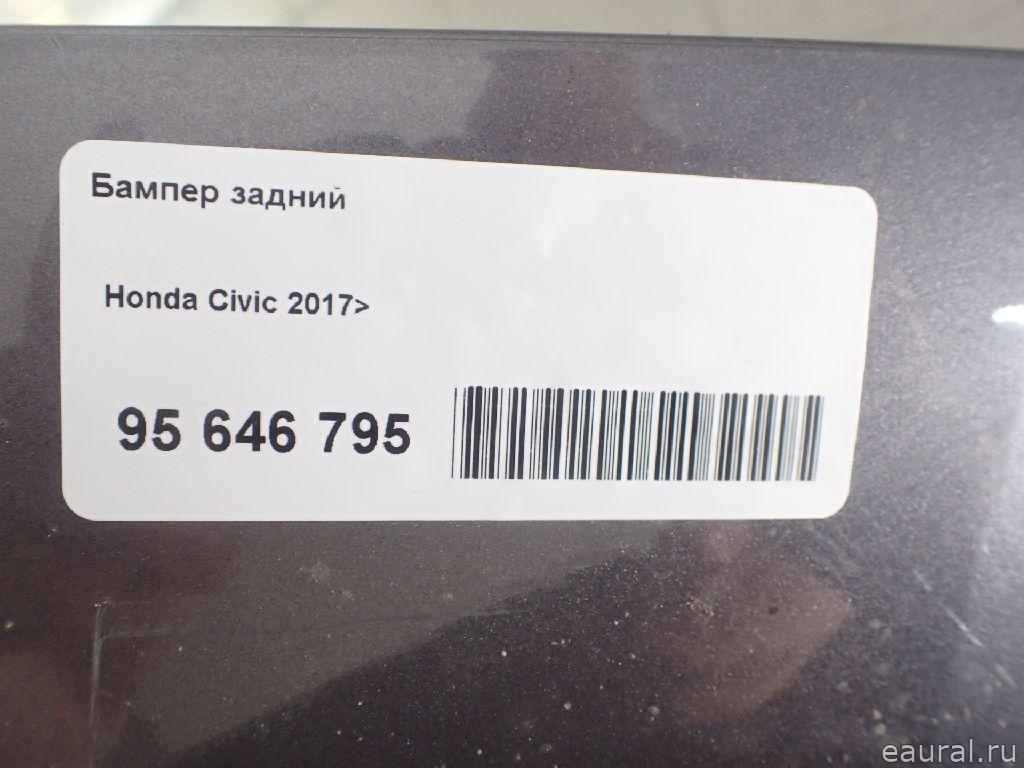 Бампер задний
Honda Civic 2017>
95 646 795
eaural.ru